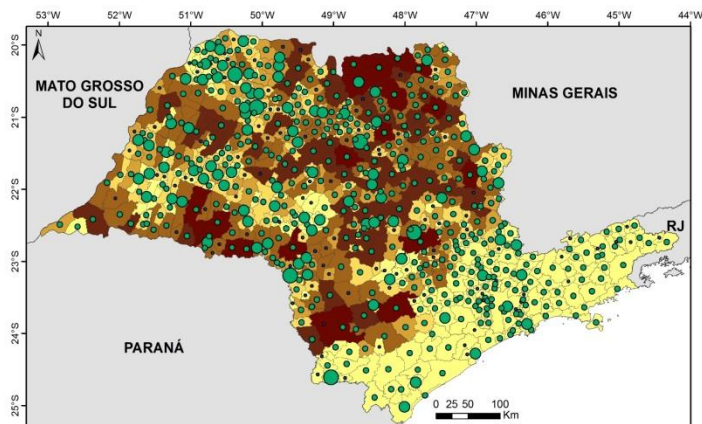 53°W 52°W 51°W 50°W 49°W 48°W 47°W 46°W 45°W 44°W
20°S
N
MATO GROSSO
DO SUL
MINAS GERAIS
21°S
22°S
RJ
23°S
24°S
PARANÁ
0 25 50 100
Km
25°S